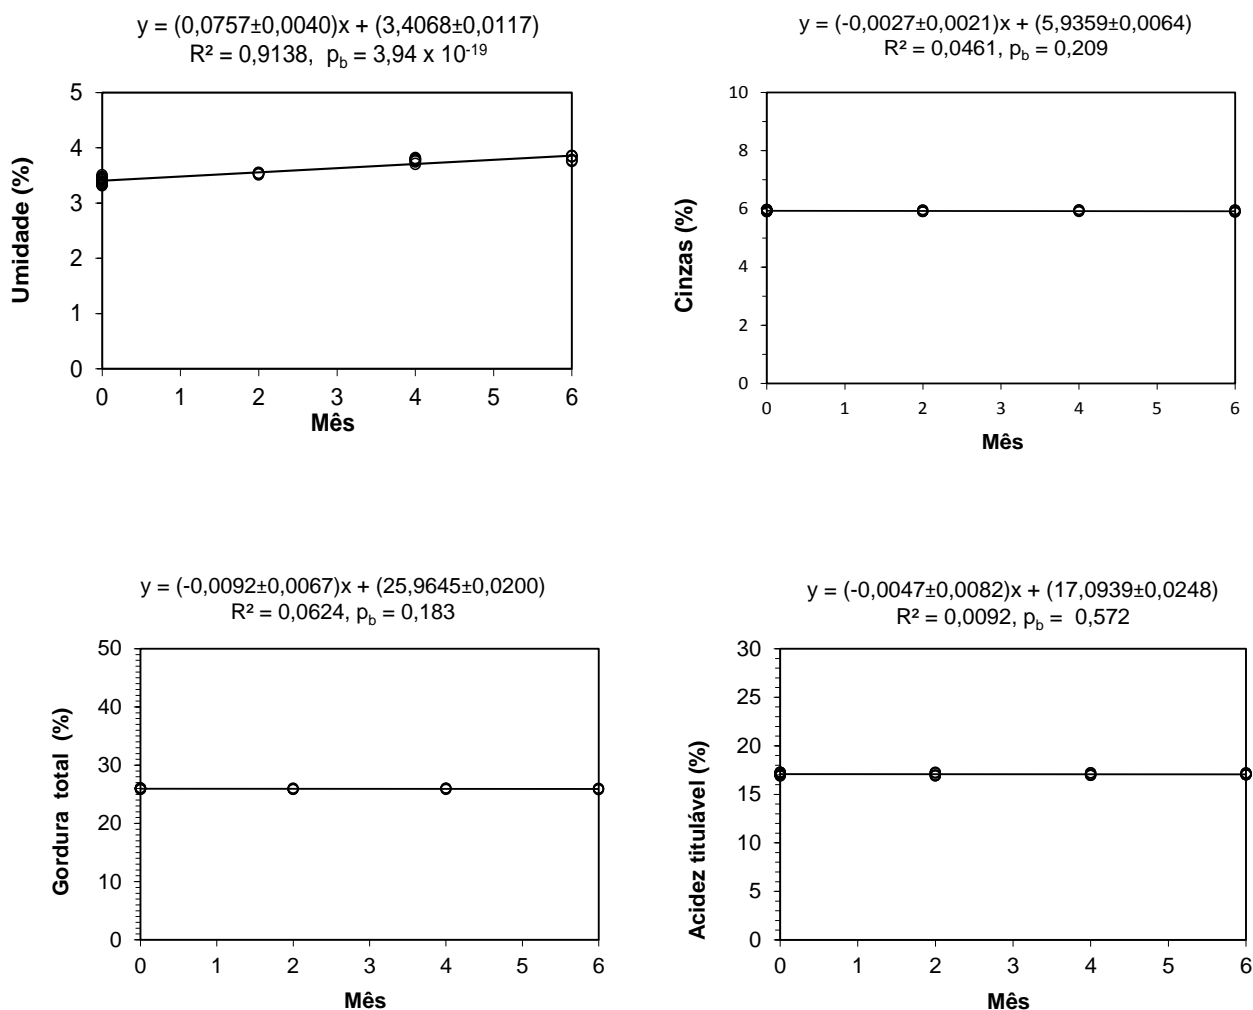 y = (0,0757±0,0040)x + (3,4068±0,0117)
R² = 0,9138, p_b = 3,94 x 10^-19
5
4
3
2
1
0
Umidade (%)
0 1 2 3 4 5 6
Mês
y = (-0,0027±0,0021)x + (5,9359±0,0064)
R² = 0,0461, p_b = 0,209
10
8
6
4
2
0
Cinzas (%)
0 1 2 3 4 5 6
Mês
y = (-0,0092±0,0067)x + (25,9645±0,0200)
R² = 0,0624, p_b = 0,183
50
40
30
20
10
0
Gordura total (%)
0 1 2 3 4 5 6
Mês
y = (-0,0047±0,0082)x + (17,0939±0,0248)
R² = 0,0092, p_b = 0,572
30
25
20
15
10
5
0
Acidez titulável (%)
0 1 2 3 4 5 6
Mês